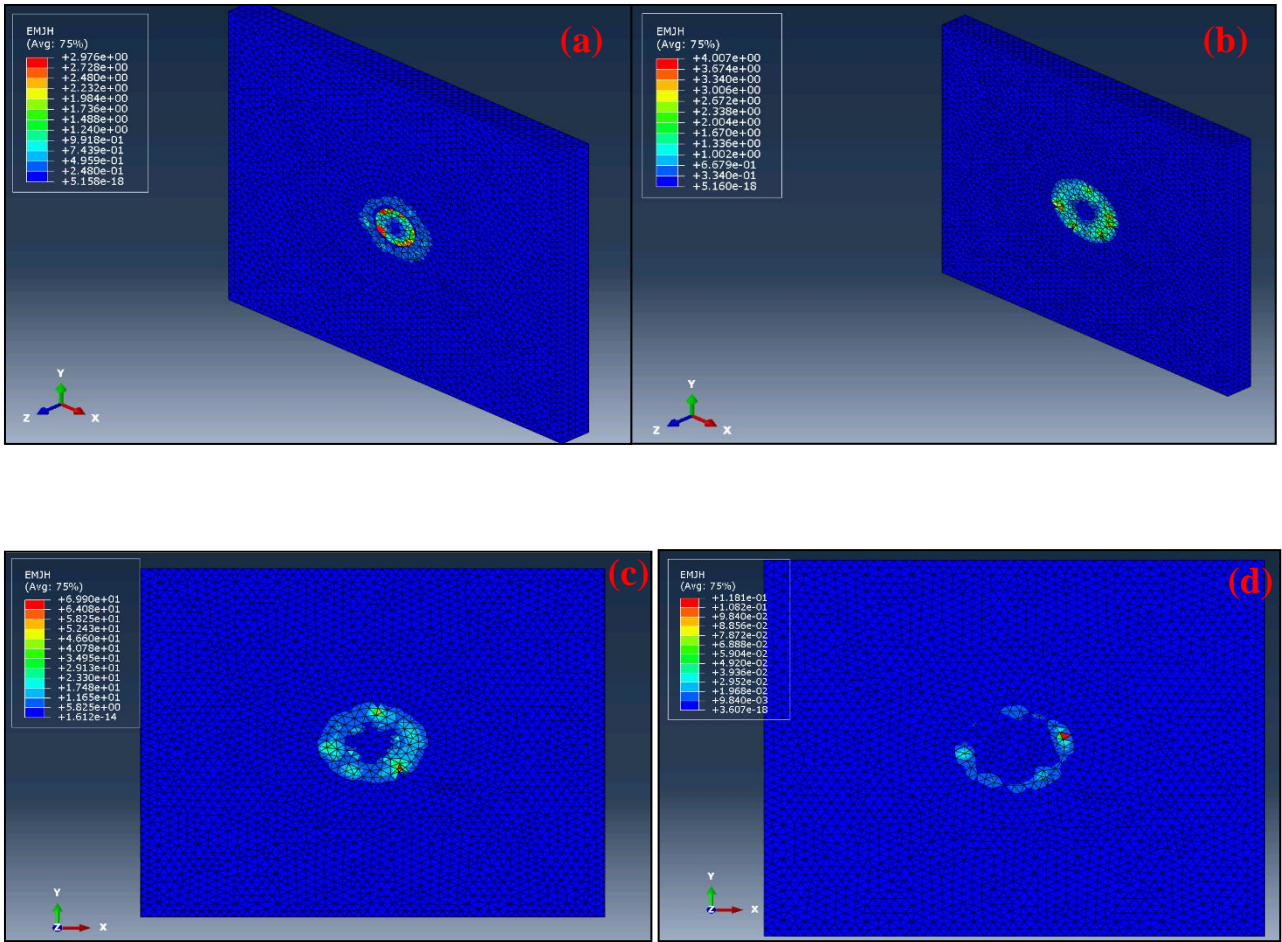 EMJH
(Avg: 75%)
+2.976e+00
+2.728e+00
+2.480e+00
+2.232e+00
+1.984e+00
+1.736e+00
+1.488e+00
+1.240e+00
+9.918e-01
+7.439e-01
+4.959e-01
+2.480e-01
+5.158e-18
(a)
Y
Z
X
EMJH
(Avg: 75%)
+4.007e+00
+3.674e+00
+3.340e+00
+3.006e+00
+2.672e+00
+2.338e+00
+2.004e+00
+1.670e+00
+1.336e+00
+1.002e+00
+6.679e-01
+3.340e-01
+5.160e-18
(b)
Y
Z
X
EMJH
(Avg: 75%)
+6.990e+01
+6.408e+01
+5.825e+01
+5.243e+01
+4.660e+01
+4.078e+01
+3.495e+01
+2.913e+01
+2.330e+01
+1.748e+01
+1.165e+01
+5.825e+00
+1.612e-14
(c)
Y
Z
X
EMJH
(Avg: 75%)
+1.181e-01
+1.082e-01
+9.840e-02
+8.856e-02
+7.872e-02
+6.888e-02
+5.904e-02
+4.920e-02
+3.936e-02
+2.952e-02
+1.968e-02
+9.840e-03
+3.607e-18
(d)
Y
Z
X